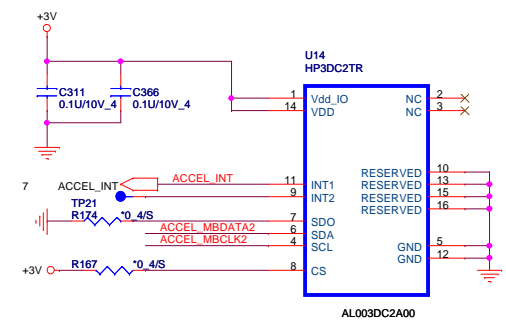 +3V
U14
HP3DC2TR
C311
0.1U/10V_4
C366
0.1U/10V_4
1
Vdd_IO
NC
2
14
VDD
NC
3
RESERVED
10
7
ACCEL_INT
ACCEL_INT
11
INT1
RESERVED
13
9
INT2
RESERVED
15
RESERVED
16
TP21
R174
*0_4/S
7
SDO
ACCEL_MBDATA2
6
SDA
ACCEL_MBCLK2
4
SCL
GND
5
GND
12
+3V
R167
*0_4/S
8
CS
AL003DC2A00